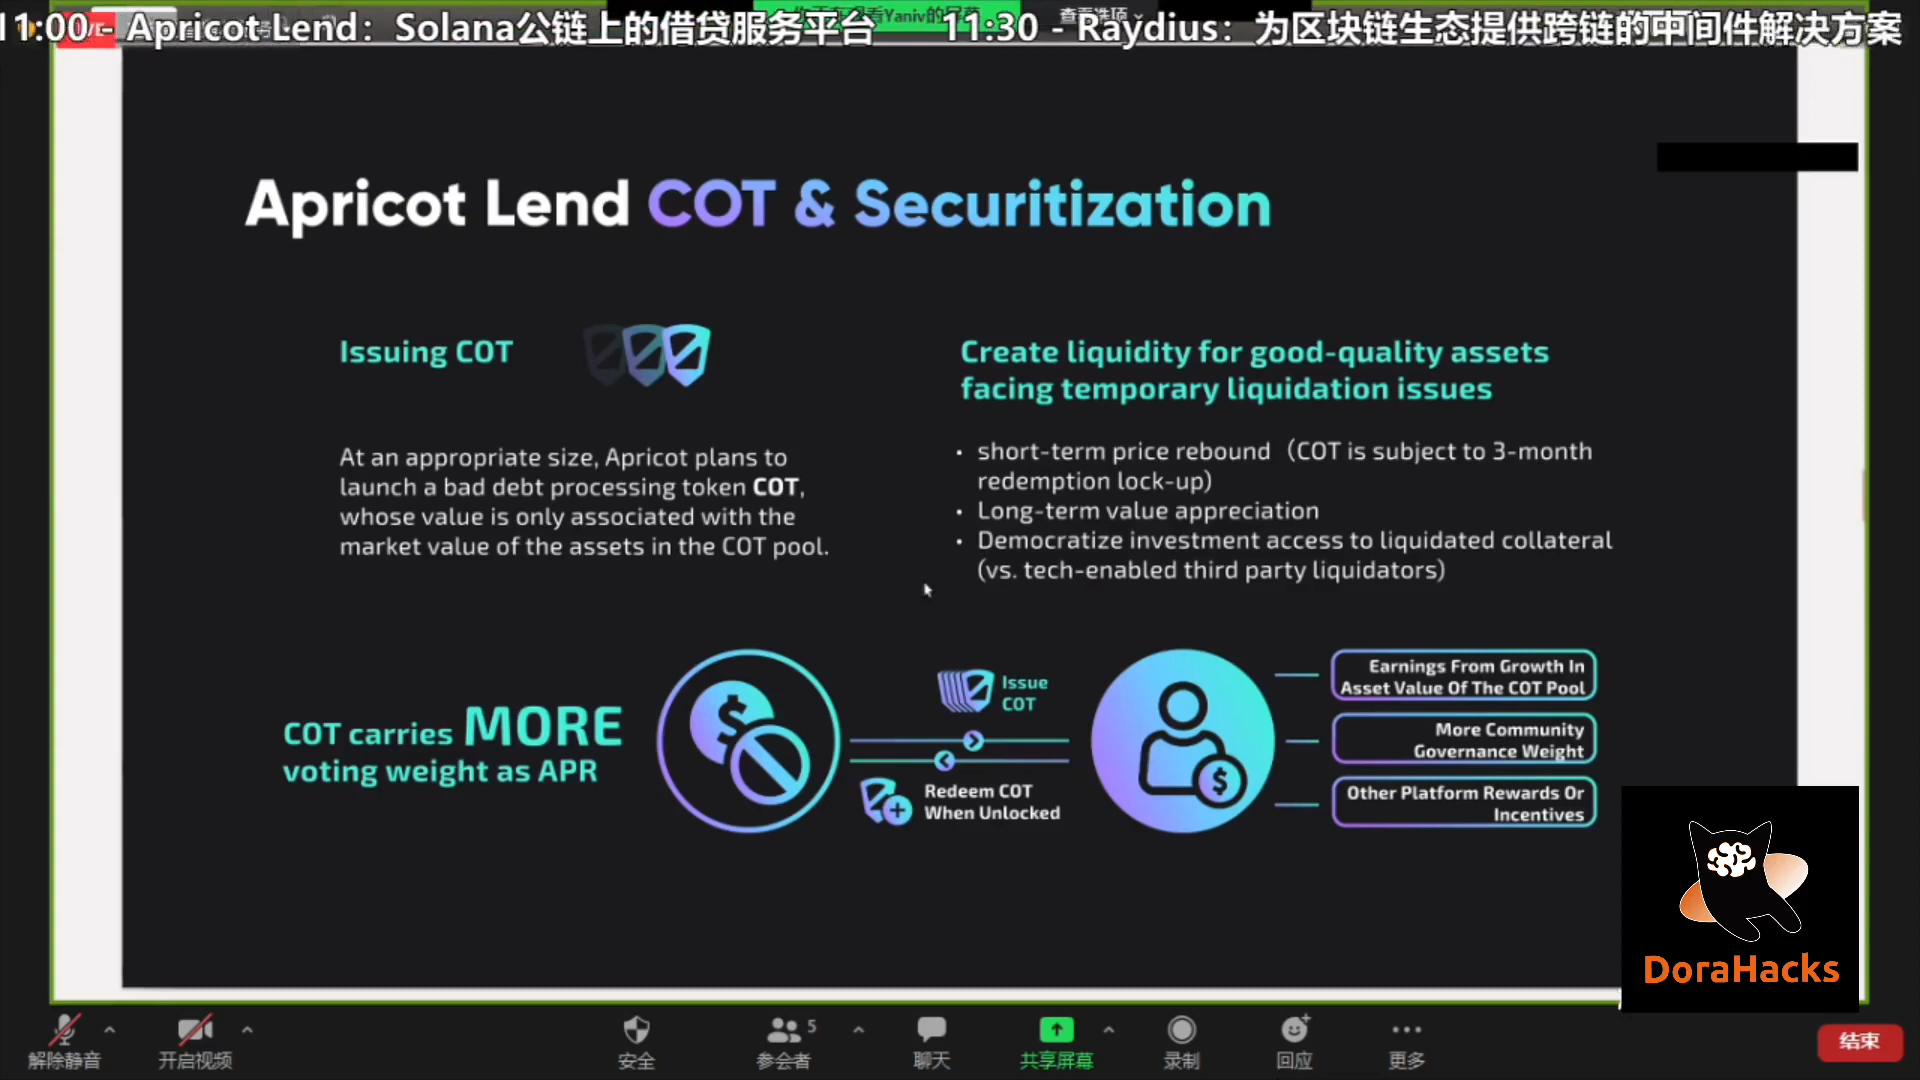 11:00 - Apricot Lend：Solana公链上的借贷服务平台 11:30 - Raydius：为区块链生态提供跨链的中间件解决方案
Apricot Lend COT & Securitization
Issuing COT
At an appropriate size, Apricot plans to
launch a bad debt processing token COT,
whose value is only associated with the
market value of the assets in the COT pool.
Create liquidity for good-quality assets
facing temporary liquidation issues
• short-term price rebound（COT is subject to 3-month
redemption lock-up)
• Long-term value appreciation
• Democratize investment access to liquidated collateral
(vs. tech-enabled third party liquidators)
COT carries MORE
voting weight as APR
Issue
COT
Redeem COT
When Unlocked
Earnings From Growth In
Asset Value Of The COT Pool
More Community
Governance Weight
Other Platform Rewards Or
Incentives
DoraHacks
解除静音
开启视频
安全
5
参会者
聊天
共享屏幕
录制
回应
更多
结束